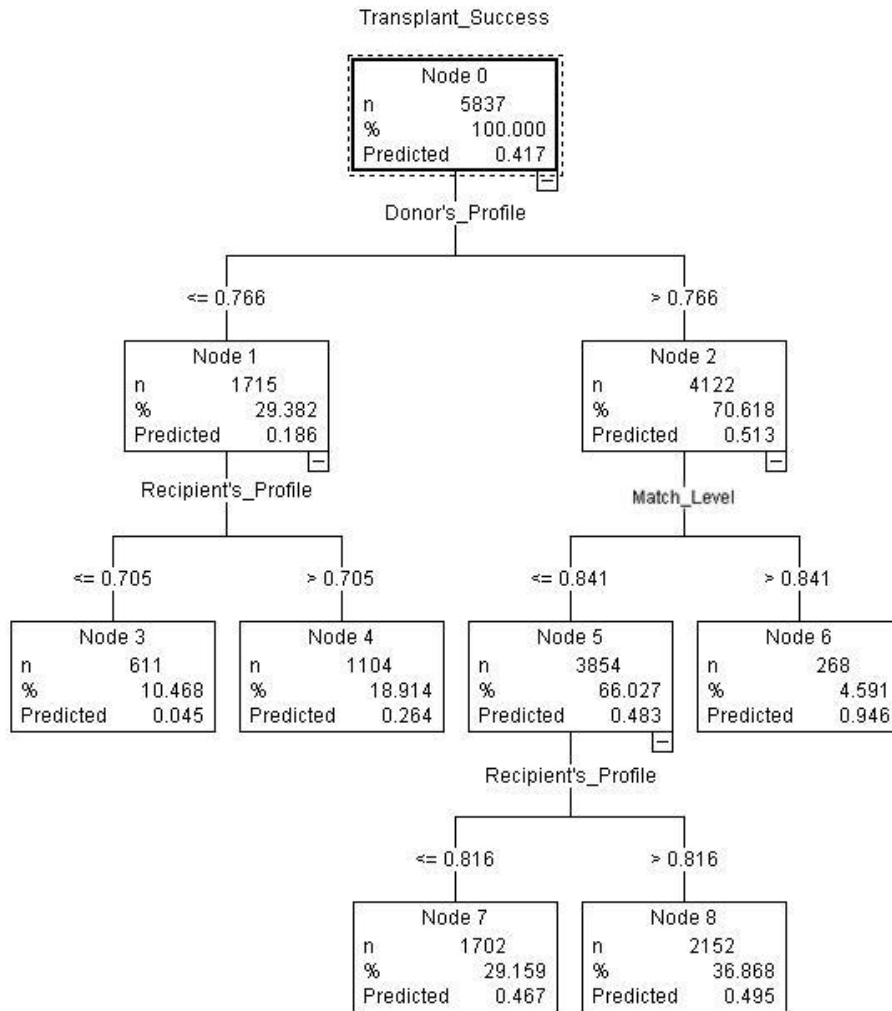 Transplant_Success
Node 0
n 5837
% 100.000
Predicted 0.417
Donor's_Profile
<= 0.766 > 0.766
Node 1 Node 2
n 1715 n 4122
% 29.382 % 70.618
Predicted 0.186 Predicted 0.513
Recipient's_Profile Match_Level
<= 0.705 > 0.705 <= 0.841 > 0.841
Node 3 Node 4 Node 5 Node 6
n 611 n 1104 n 3854 n 268
% 10.468 % 18.914 % 66.027 % 4.591
Predicted 0.045 Predicted 0.264 Predicted 0.483 Predicted 0.946
Recipient's_Profile
<= 0.816 > 0.816
Node 7 Node 8
n 1702 n 2152
% 29.159 % 36.868
Predicted 0.467 Predicted 0.495